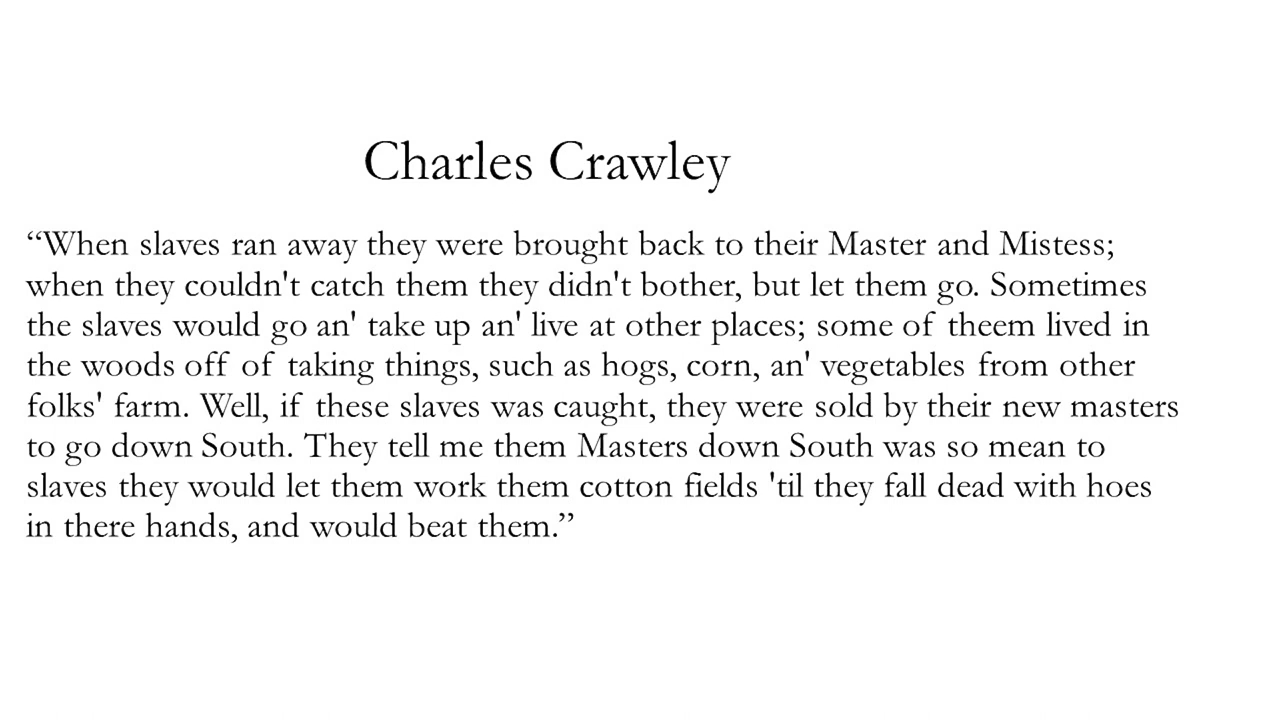 Charles Crawley
“When slaves ran away they were brought back to their Master and Mistess;
when they couldn't catch them they didn't bother, but let them go. Sometimes
the slaves would go an' take up an' live at other places; some of theem lived in
the woods off of taking things, such as hogs, corn, an' vegetables from other
folks' farm. Well, if these slaves was caught, they were sold by their new masters
to go down South. They tell me them Masters down South was so mean to
slaves they would let them work them cotton fields 'til they fall dead with hoes
in there hands, and would beat them.”